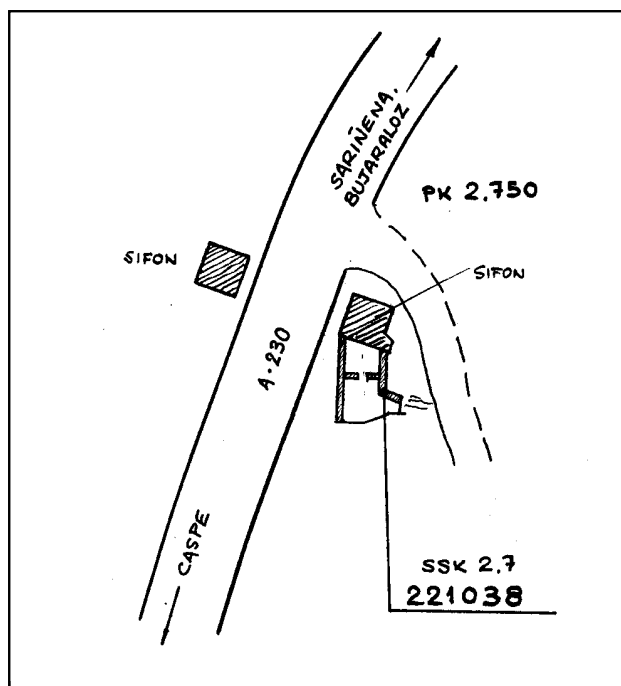 SARIÑENA.
BUJARALOZ
PK 2.750
SIFON
SIFON
A-230
CASPE
SSK 2.7
221038